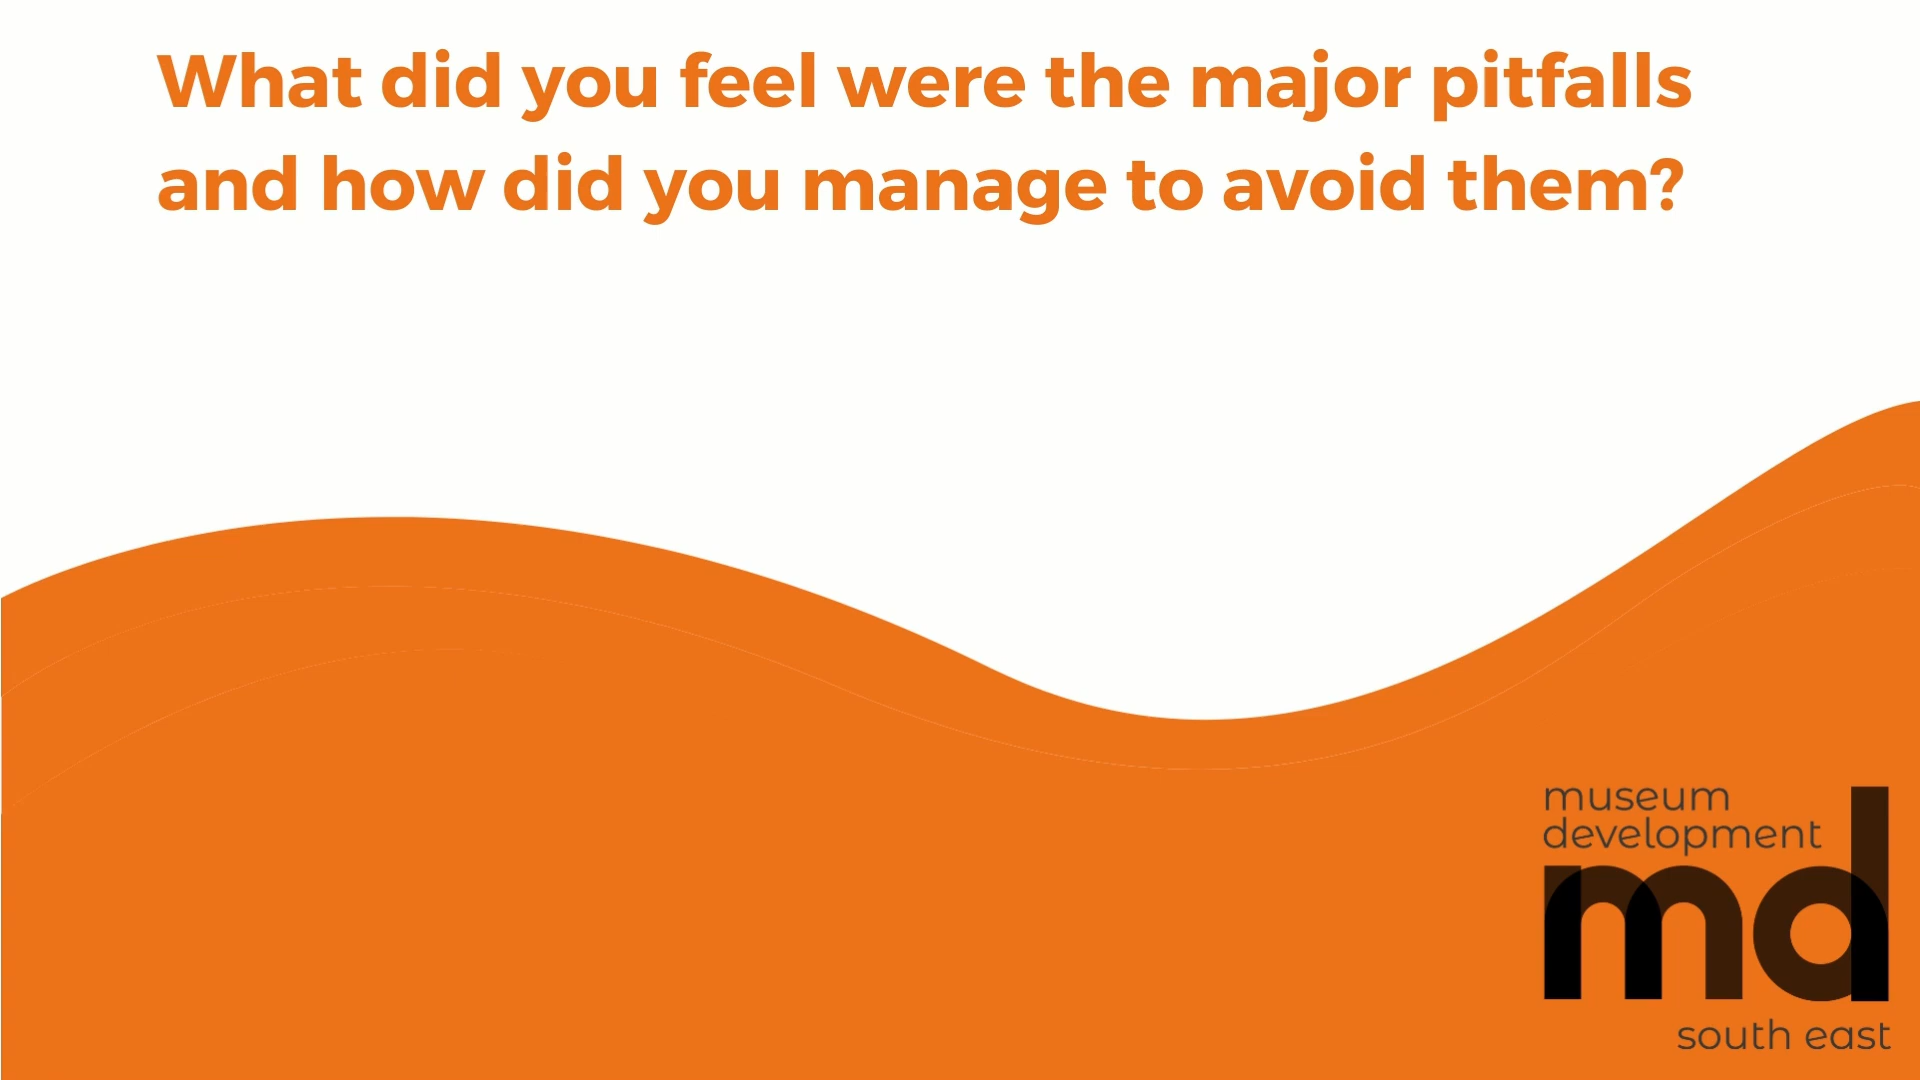 What did you feel were the major pitfalls
and how did you manage to avoid them?
museum
development
md
south east